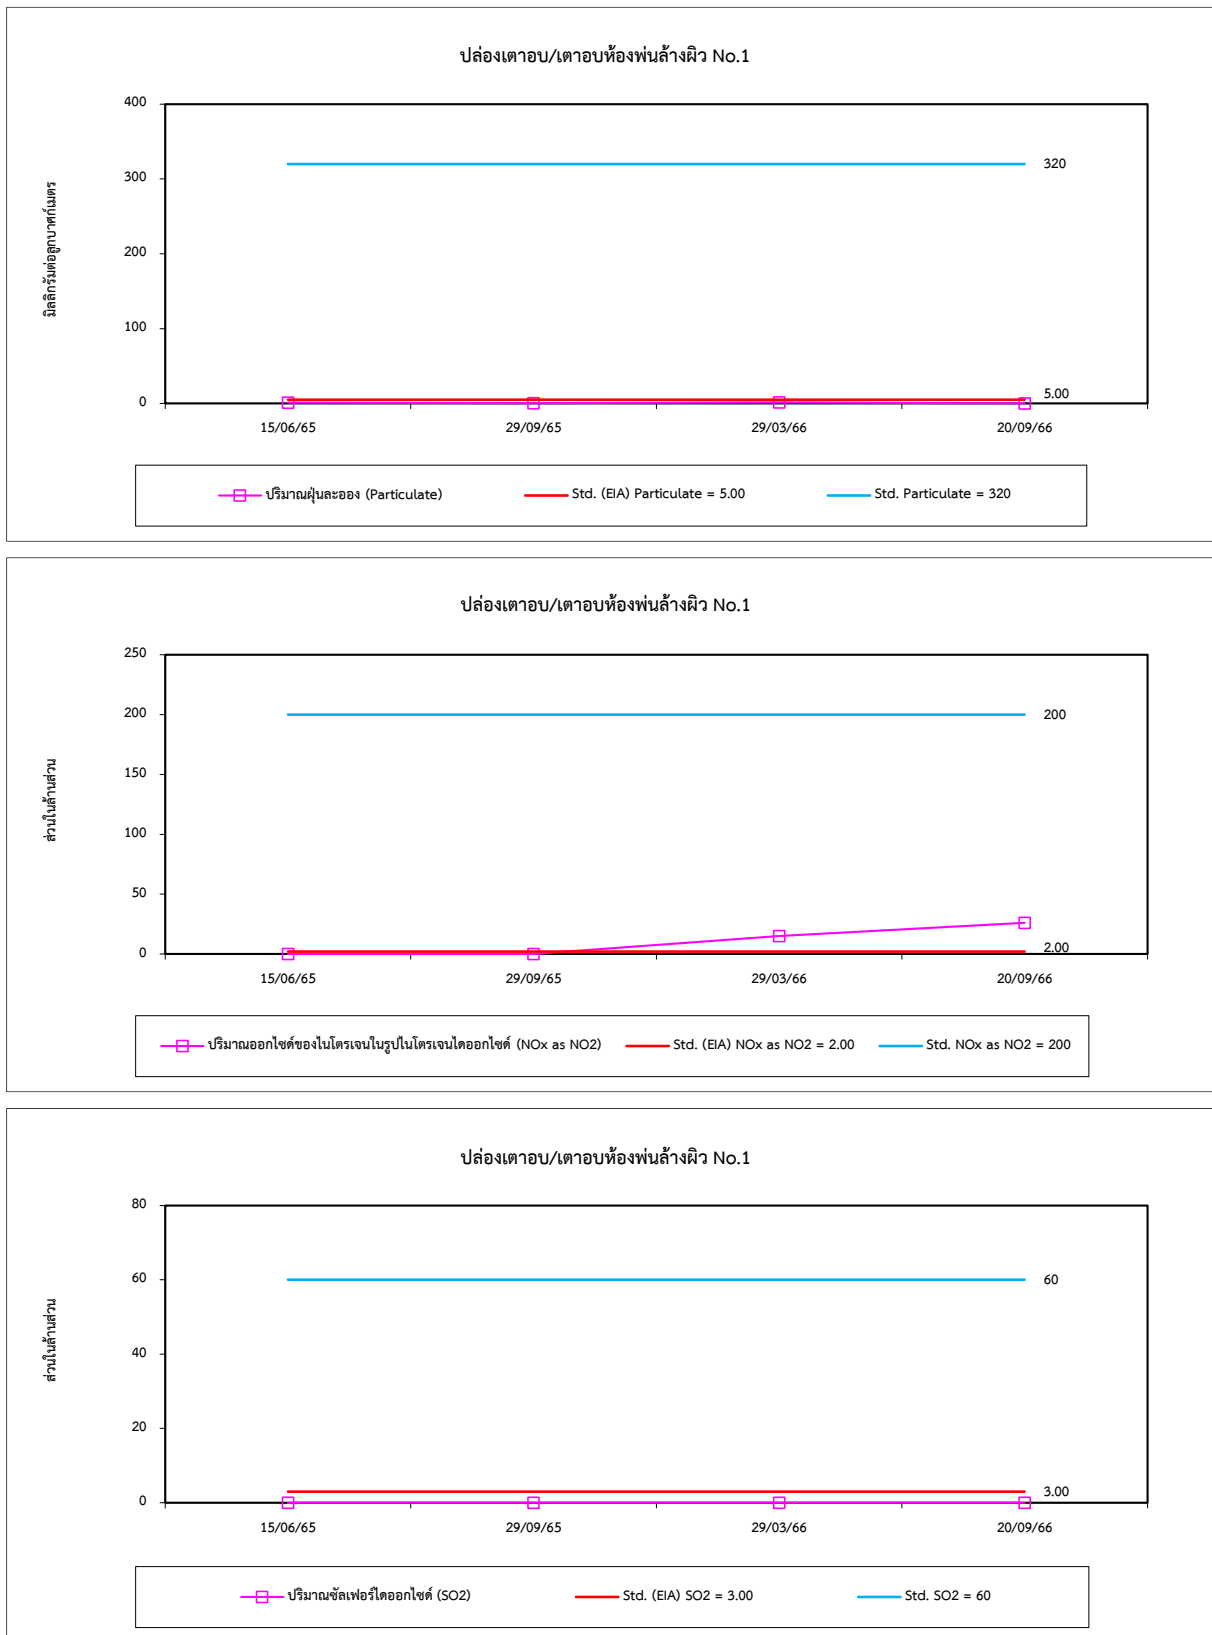 ปล่องเตาอบ/เตาอบห้องพ่นล้างผิว No.1
มิลลิกรัมต่อลูกบาศก์เมตร
400
300
200
100
0
320
5.00
15/06/65 29/09/65 29/03/66 20/09/66
ปริมาณฝุ่นละออง (Particulate) Std. (EIA) Particulate = 5.00 Std. Particulate = 320
ปล่องเตาอบ/เตาอบห้องพ่นล้างผิว No.1
ส่วนในล้านส่วน
250
200
150
100
50
0
200
2.00
15/06/65 29/09/65 29/03/66 20/09/66
ปริมาณออกไซด์ของไนโตรเจนในรูปไนโตรเจนไดออกไซด์ (NOx as NO2) Std. (EIA) NOx as NO2 = 2.00 Std. NOx as NO2 = 200
ปล่องเตาอบ/เตาอบห้องพ่นล้างผิว No.1
ส่วนในล้านส่วน
80
60
40
20
0
60
3.00
15/06/65 29/09/65 29/03/66 20/09/66
ปริมาณซัลเฟอร์ไดออกไซด์ (SO2) Std. (EIA) SO2 = 3.00 Std. SO2 = 60